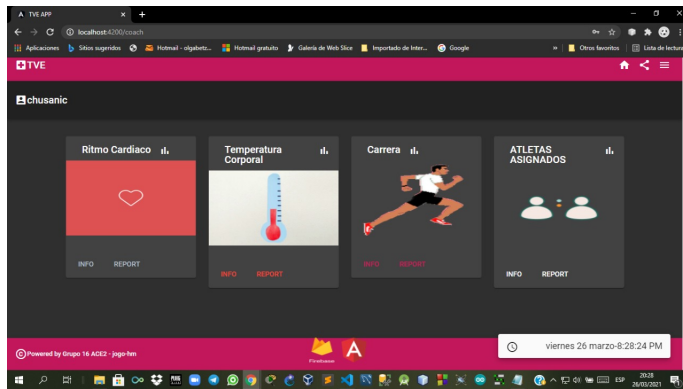 TVE APP
localhost:4200/coach
Aplicaciones Sitios sugeridos Hotmail - olgabetz... Hotmail gratuito Galería de Web Slice Importado de Inter... Google » Otros favoritos Lista de lectura
TVE
chusanic
Ritmo Cardiaco
Temperatura Corporal
Carrera
ATLETAS ASIGNADOS
INFO REPORT
INFO REPORT
INFO REPORT
INFO REPORT
Powered by Grupo 16 ACE2 - jogo-hm
Firebase
A
viernes 26 marzo-8:28:24 PM
ESP
20:28
26/03/2021